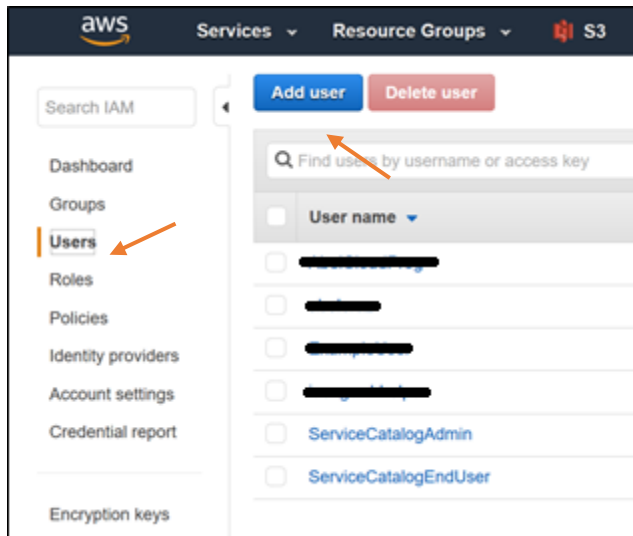 aws
Services
Resource Groups
S3
Search IAM
Dashboard
Groups
Users
Roles
Policies
Identity providers
Account settings
Credential report
Encryption keys
Add user
Delete user
Find users by username or access key
User name
ServiceCatalogAdmin
ServiceCatalogEndUser